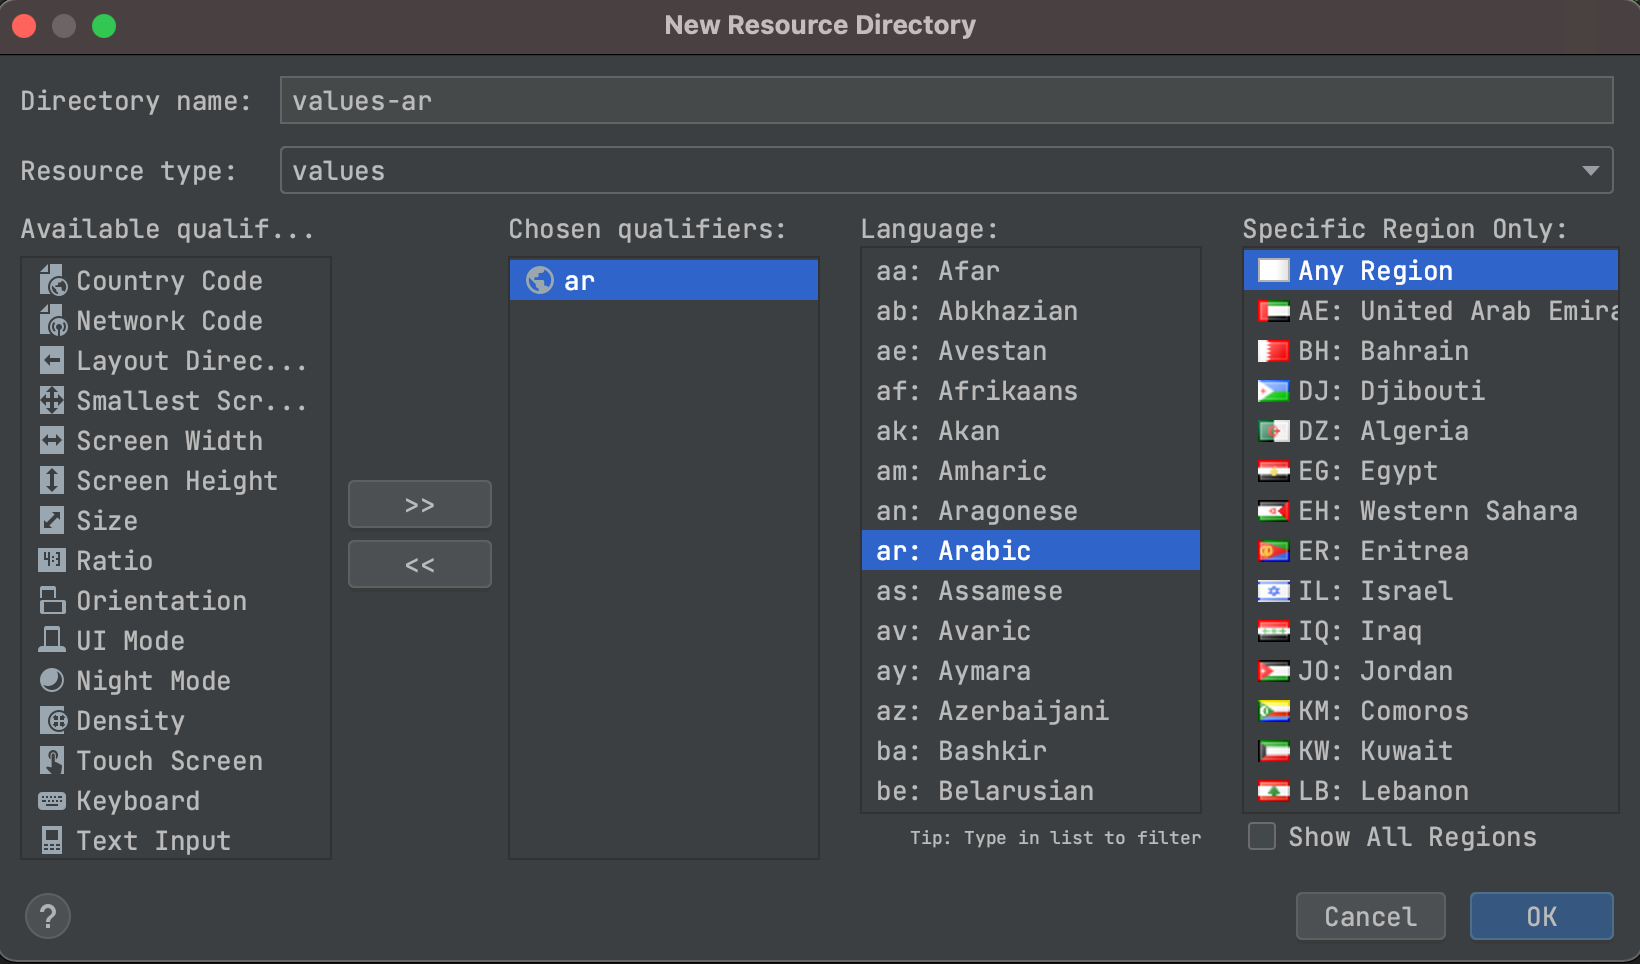 New Resource Directory
Directory name: values-ar
Resource type: values
Available qualif...
Country Code
Network Code
Layout Direc...
Smallest Scr...
Screen Width
Screen Height
Size
Ratio
Orientation
UI Mode
Night Mode
Density
Touch Screen
Keyboard
Text Input
>>
<<
Chosen qualifiers:
ar
Language:
aa: Afar
ab: Abkhazian
ae: Avestan
af: Afrikaans
ak: Akan
am: Amharic
an: Aragonese
ar: Arabic
as: Assamese
av: Avaric
ay: Aymara
az: Azerbaijani
ba: Bashkir
be: Belarusian
Tip: Type in list to filter
Specific Region Only:
Any Region
AE: United Arab Emira
BH: Bahrain
DJ: Djibouti
DZ: Algeria
EG: Egypt
EH: Western Sahara
ER: Eritrea
IL: Israel
IQ: Iraq
JO: Jordan
KM: Comoros
KW: Kuwait
LB: Lebanon
Show All Regions
?
Cancel
OK